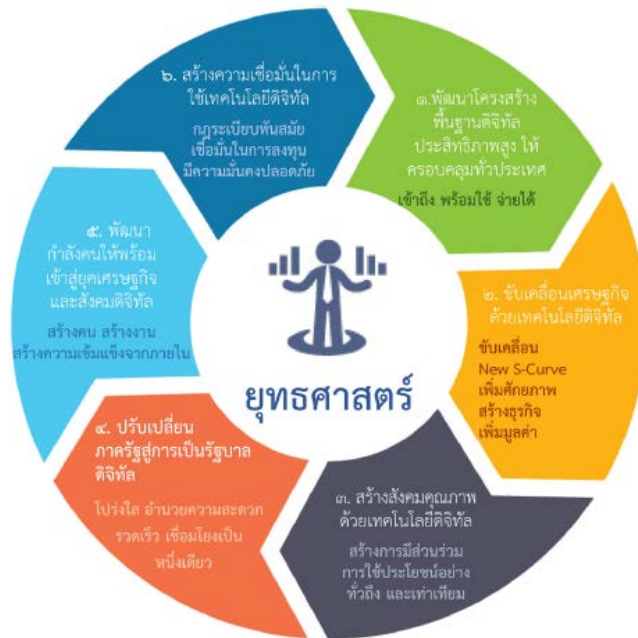 ๑.พัฒนาโครงสร้าง
พื้นฐานดิจิทัล
ประสิทธิภาพสูง ให้
ครอบคลุมทั่วประเทศ
เข้าถึง พร้อมใช้ จ่ายได้
๒. ขับเคลื่อนเศรษฐกิจ
ด้วยเทคโนโลยีดิจิทัล
ขับเคลื่อน
New S-Curve
เพิ่มศักยภาพ
สร้างธุรกิจ
เพิ่มมูลค่า
๓. สร้างสังคมคุณภาพ
ด้วยเทคโนโลยีดิจิทัล
สร้างการมีส่วนร่วม
การใช้ประโยชน์อย่าง
ทั่วถึง และเท่าเทียม
๔. ปรับเปลี่ยน
ภาครัฐสู่การเป็นรัฐบาล
ดิจิทัล
โปร่งใส อำนวยความสะดวก
รวดเร็ว เชื่อมโยงเป็น
หนึ่งเดียว
๕. พัฒนา
กำลังคนให้พร้อม
เข้าสู่ยุคเศรษฐกิจ
และสังคมดิจิทัล
สร้างคน สร้างงาน
สร้างความเข้มแข็งจากภายใน
๖. สร้างความเชื่อมั่นในการ
ใช้เทคโนโลยีดิจิทัล
กฎระเบียบทันสมัย
เชื่อมั่นในการลงทุน
มีความมั่นคงปลอดภัย
ยุทธศาสตร์